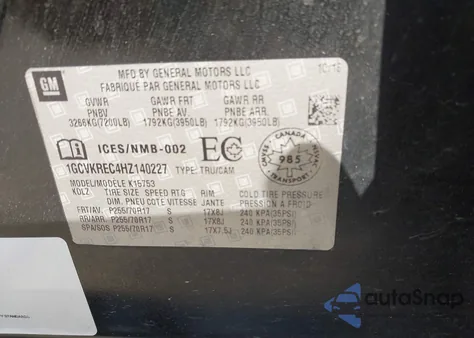 GM
MFD BY GENERAL MOTORS LLC
FABRIQUE PAR GENERAL MOTORS LLC
10/16
GVWR GAWR FRT GAWR RR
PNBV PNBE AV PNBE ARR.
3266KG(7200LB) 1792KG(3950LB) 1792KG(3950LB)
ICES/NMB-002 EC
1GCVKREC4HZ140227 TYPE: TRU/CAM
CANADA
985
TRANSPORT
MODEL/MODELE K15753
TIRE SIZE SPEED RTG RIM COLD TIRE PRESSURE
DIM. PNEU COTE VITESSE JANTE PRESSION A FROID
FRT/AV. P255/70R17 S 17X8J 240 KPA(35PSI)
RR/ARR P255/70R17 S 17X8J 240 KPA(35PSI)
SPA/SOS P255/70R17 S 17X7.5J 240 KPA(35PSI)
autoSnap